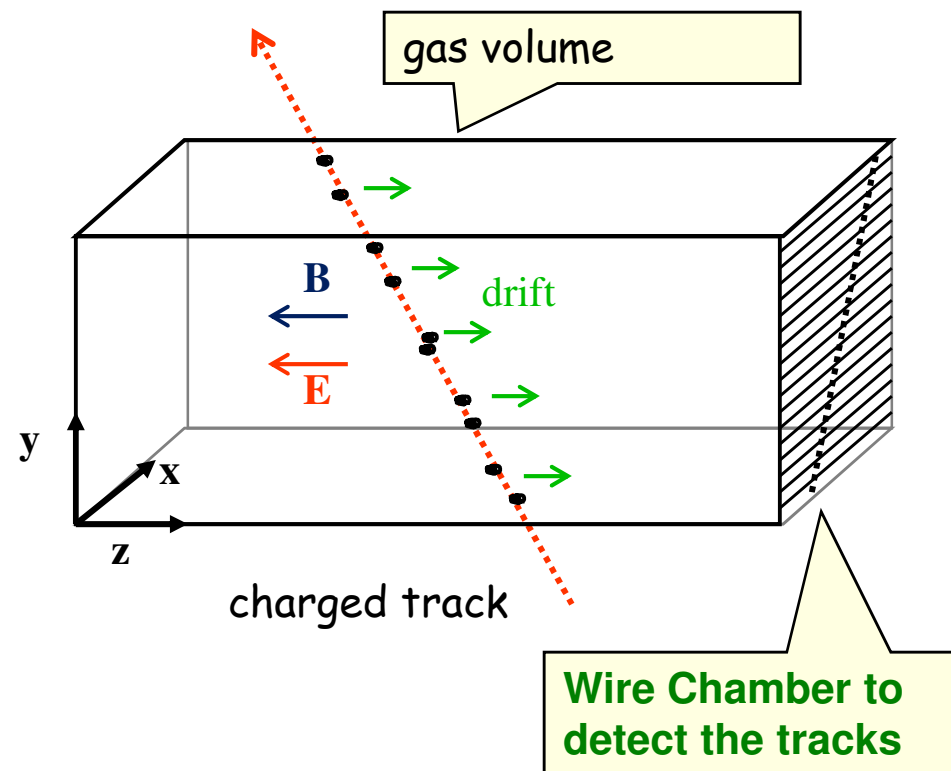 gas volume
B
drift
E
y
x
z
charged track
Wire Chamber to
detect the tracks